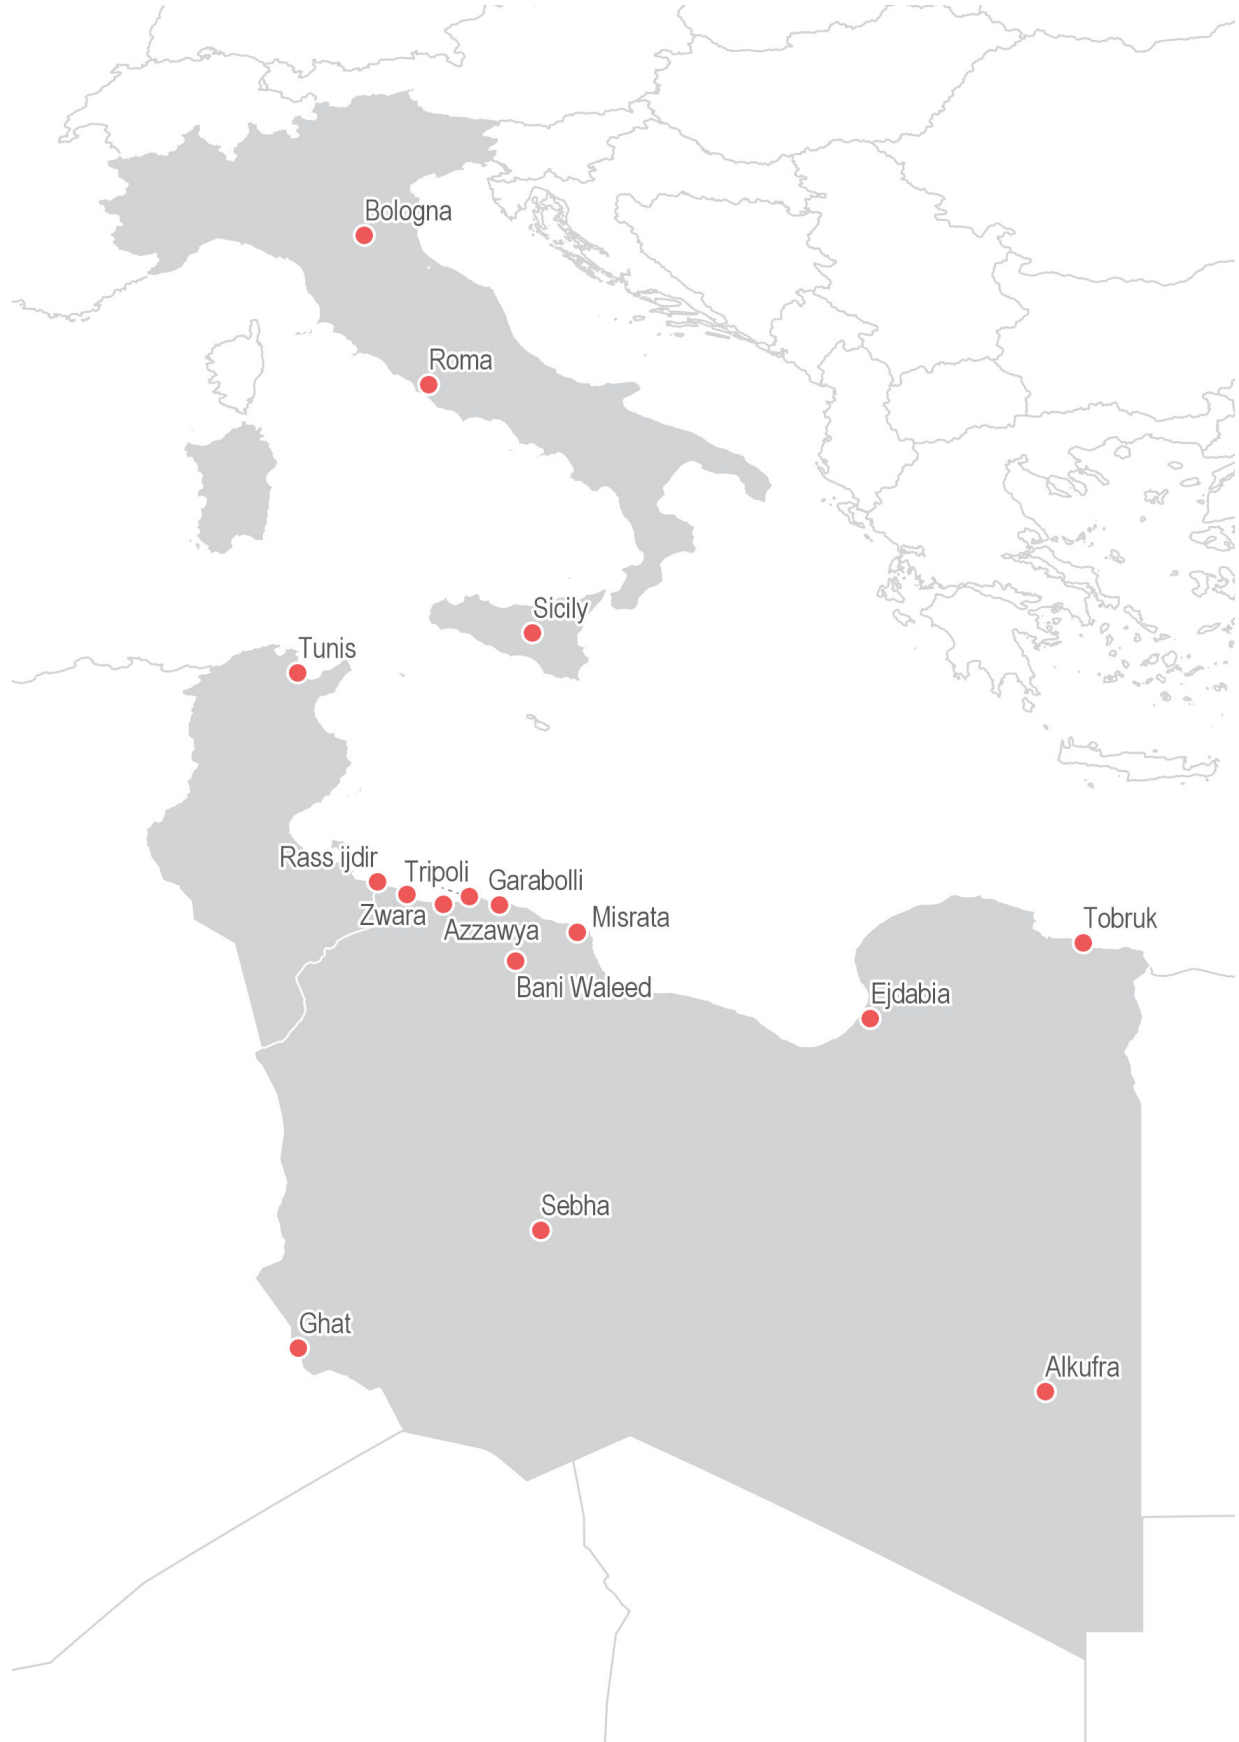 Bologna
Roma
Sicily
Tunis
Rass ijdir
Tripoli
Garabolli
Zwara
Azzawya
Misrata
Tobruk
Bani Waleed
Ejdabia
Sebha
Ghat
Alkufra